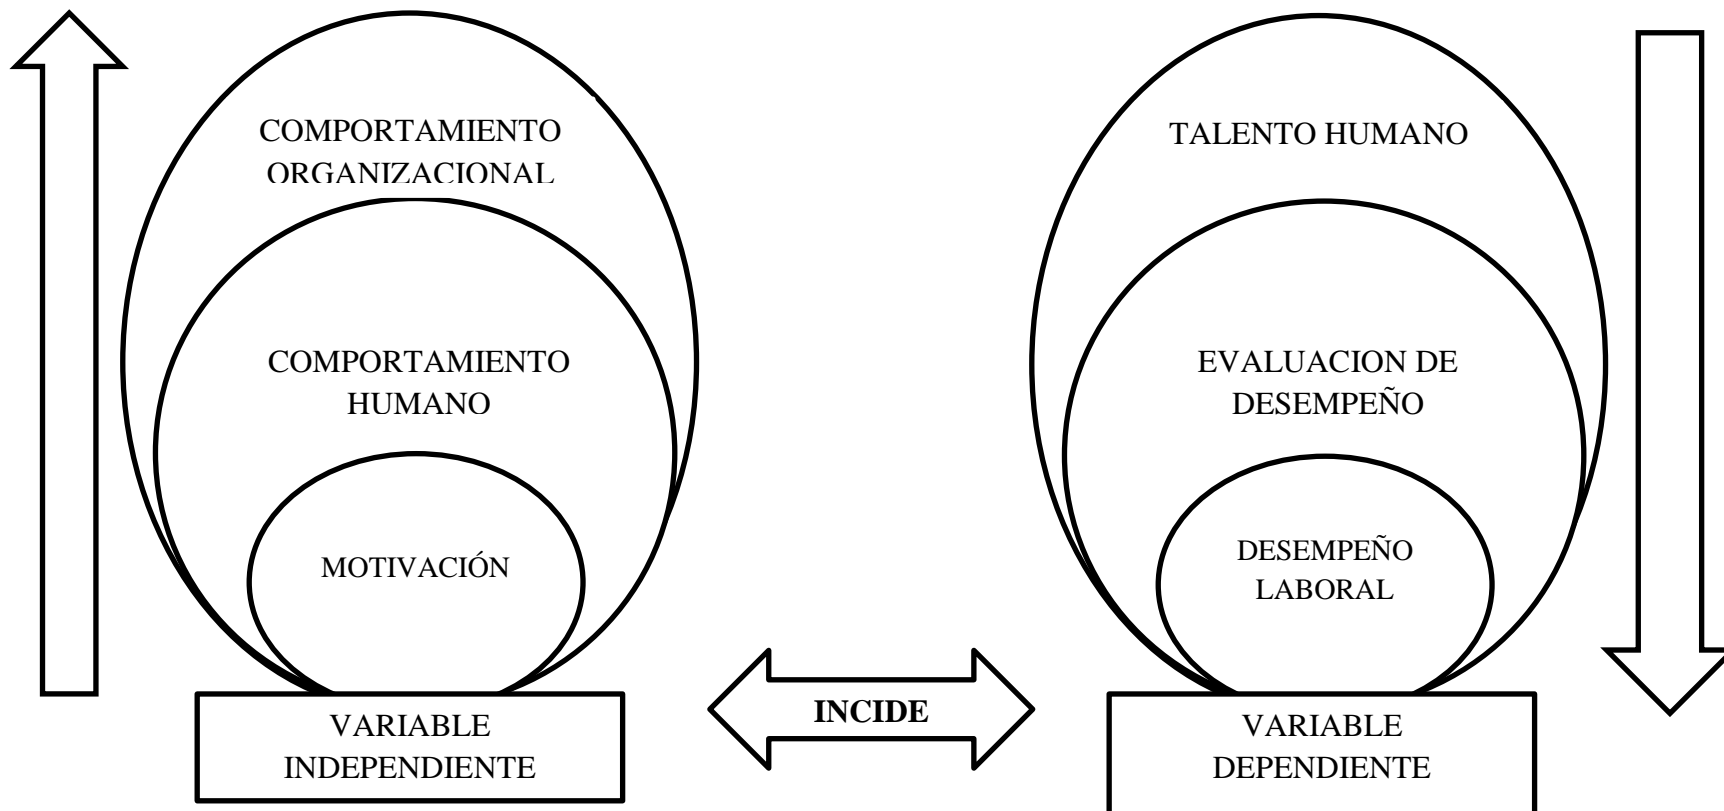 COMPORTAMIENTO
ORGANIZACIONAL
COMPORTAMIENTO
HUMANO
MOTIVACIÓN
VARIABLE
INDEPENDIENTE
INCIDE
TALENTO HUMANO
EVALUACION DE
DESEMPEÑO
DESEMPEÑO
LABORAL
VARIABLE
DEPENDIENTE